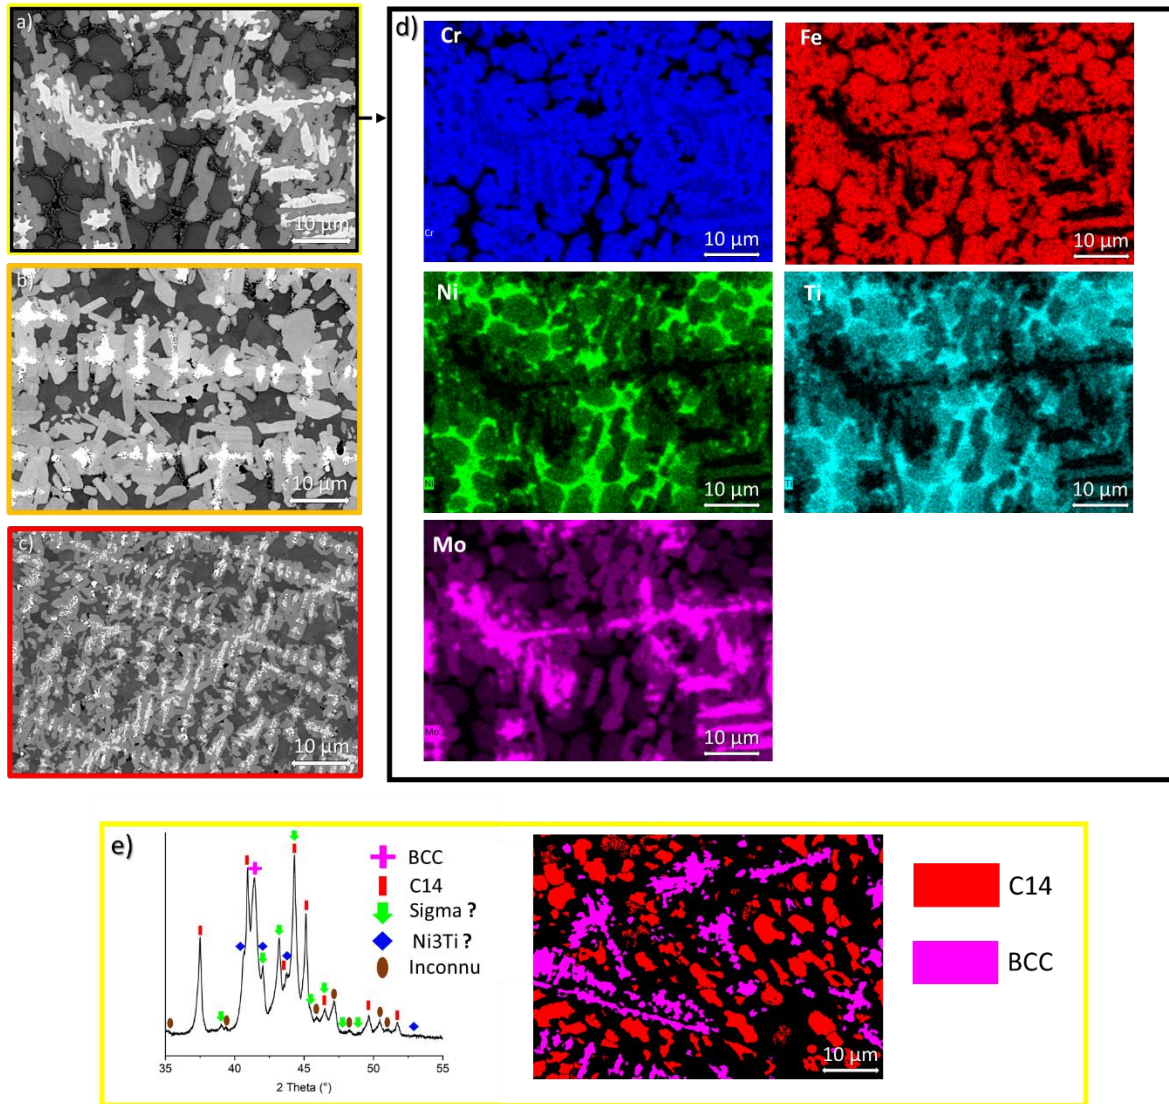 a)
10 µm
b)
10 µm
c)
10 µm
d)
Cr
Cr
10 µm
Fe
10 µm
Ni
Ni
10 µm
Ti
Ti
10 µm
Mo
Mo
10 µm
e)
BCC
C14
Sigma ?
Ni3Ti ?
Inconnu
35 40 45 50 55
2 Theta (°)
10 µm
C14
BCC